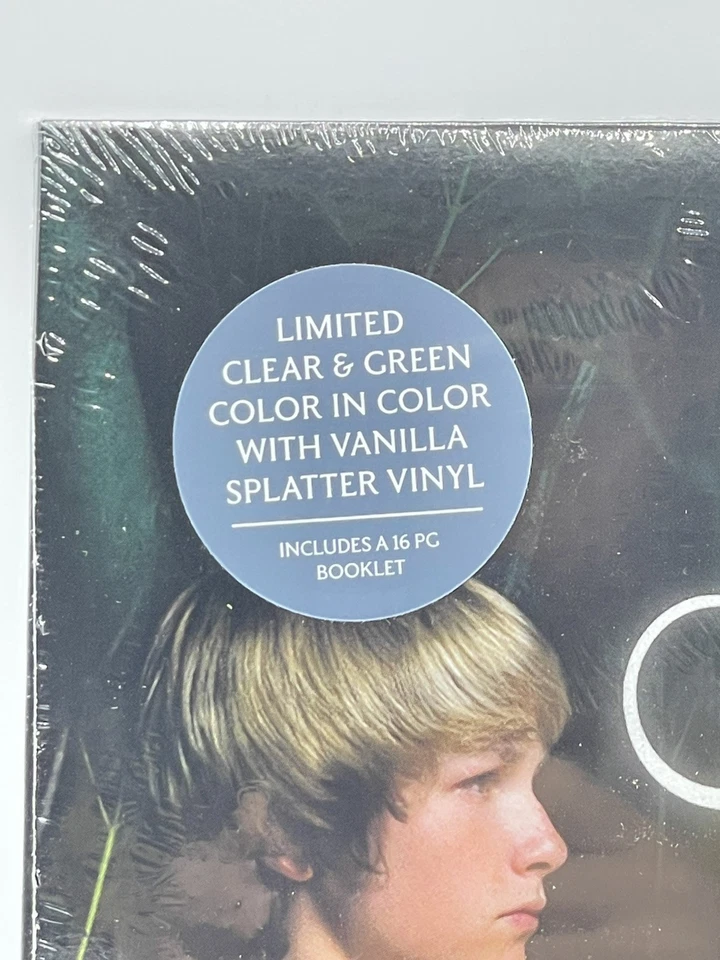 LIMITED
CLEAR & GREEN
COLOR IN COLOR
WITH VANILLA
SPLATTER VINYL
INCLUDES A 16 PG
BOOKLET